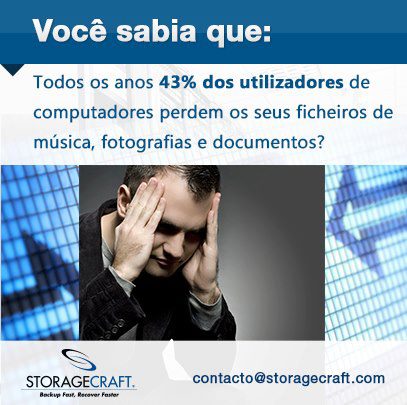 Você sabia que:
Todos os anos 43% dos utilizadores de
computadores perdem os seus ficheiros de
música, fotografias e documentos?
STORAGECRAFT.
Backup Fast, Recover Faster
contacto@storagecraft.com